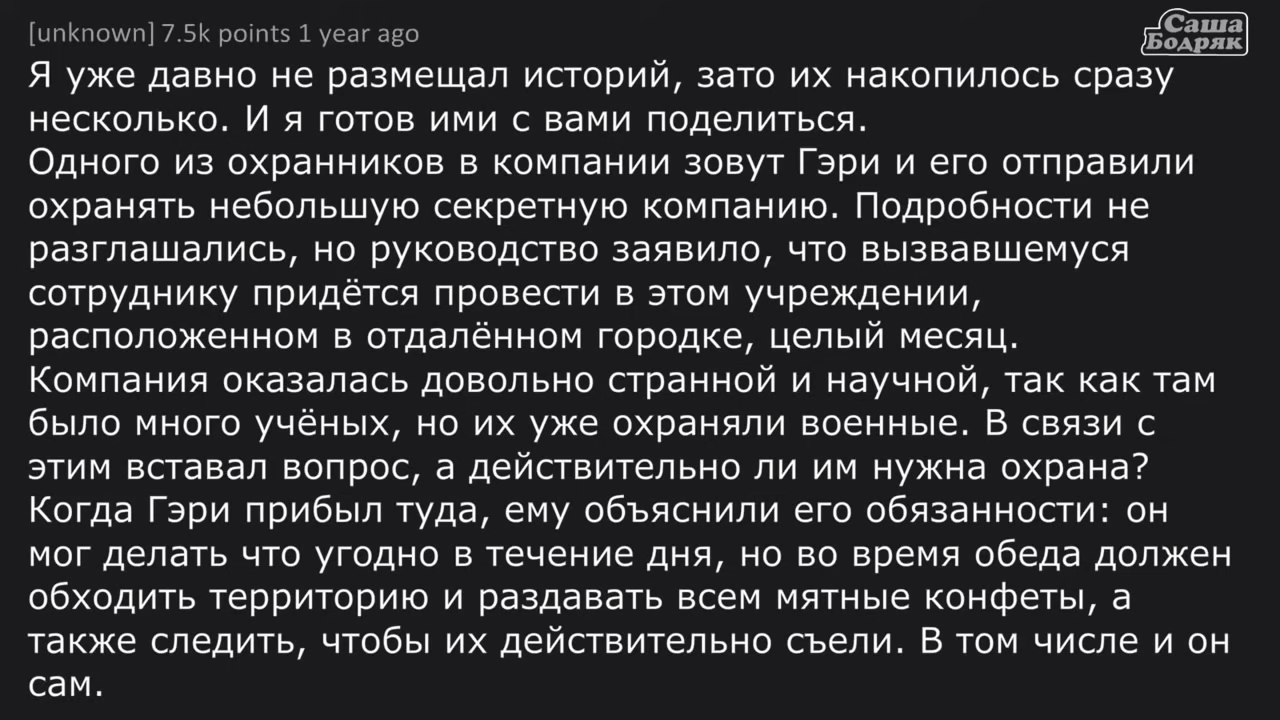 [unknown] 7.5k points 1 year ago
Саша
Бодряк
Я уже давно не размещал историй, зато их накопилось сразу
несколько. И я готов ими с вами поделиться.
Одного из охранников в компании зовут Гэри и его отправили
охранять небольшую секретную компанию. Подробности не
разглашались, но руководство заявило, что вызвавшемуся
сотруднику придётся провести в этом учреждении,
расположенном в отдалённом городке, целый месяц.
Компания оказалась довольно странной и научной, так как там
было много учёных, но их уже охраняли военные. В связи с
этим вставал вопрос, а действительно ли им нужна охрана?
Когда Гэри прибыл туда, ему объяснили его обязанности: он
мог делать что угодно в течение дня, но во время обеда должен
обходить территорию и раздавать всем мятные конфеты, а
также следить, чтобы их действительно съели. В том числе и он
сам.